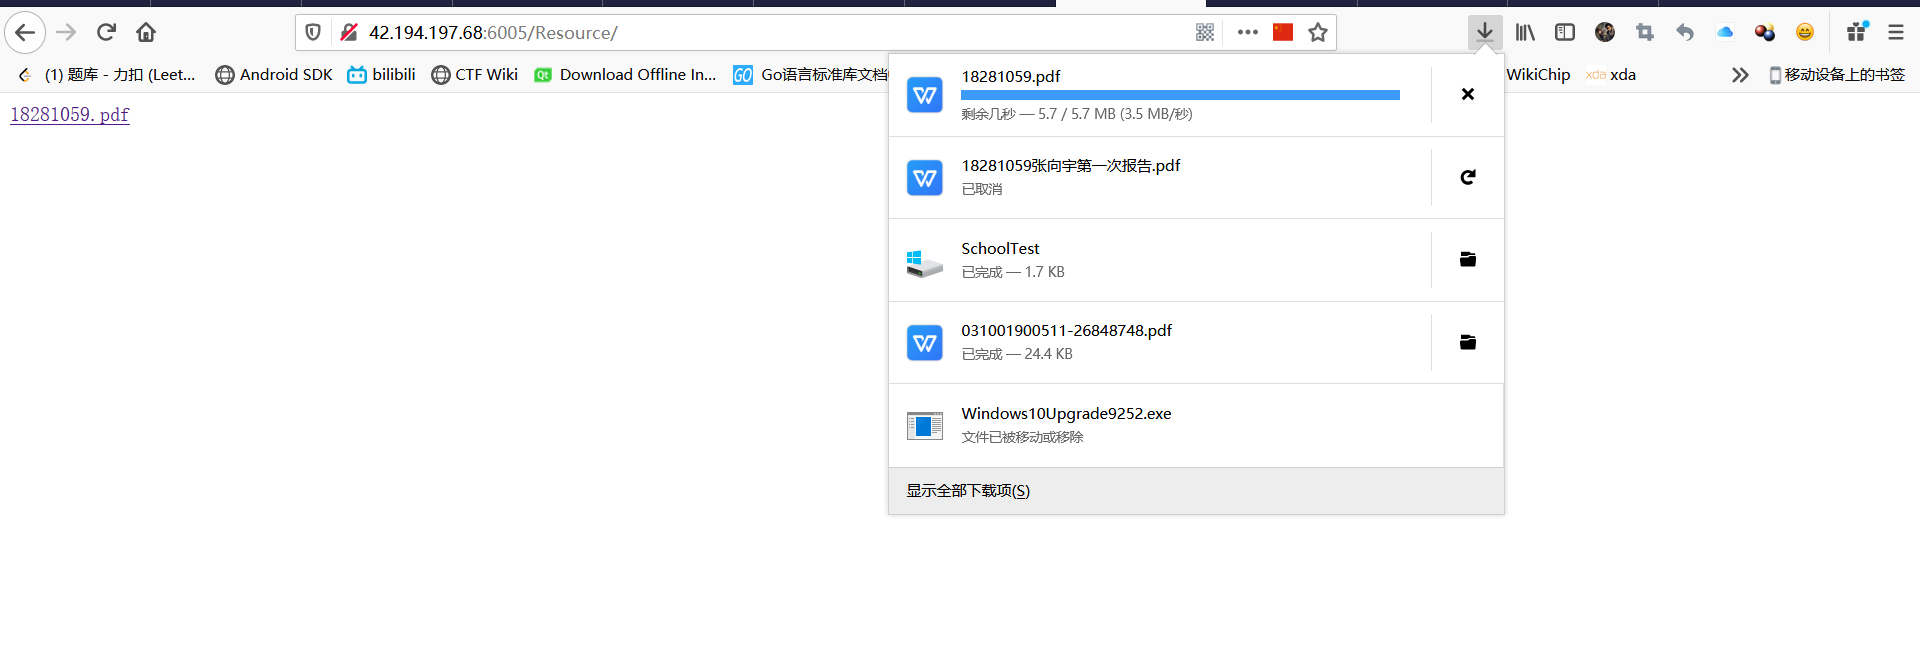 42.194.197.68:6005/Resource/
(1) 题库 - 力扣 (Leet...
Android SDK
bilibili
CTF Wiki
Qt
Download Offline In...
GO
Go语言标准库文档
WikiChip
xda
xda
移动设备上的书签
18281059.pdf
18281059.pdf
剩余几秒 — 5.7 / 5.7 MB (3.5 MB/秒)
18281059张向宇第一次报告.pdf
已取消
SchoolTest
已完成 — 1.7 KB
031001900511-26848748.pdf
已完成 — 24.4 KB
Windows10Upgrade9252.exe
文件已被移动或移除
显示全部下载项(S)